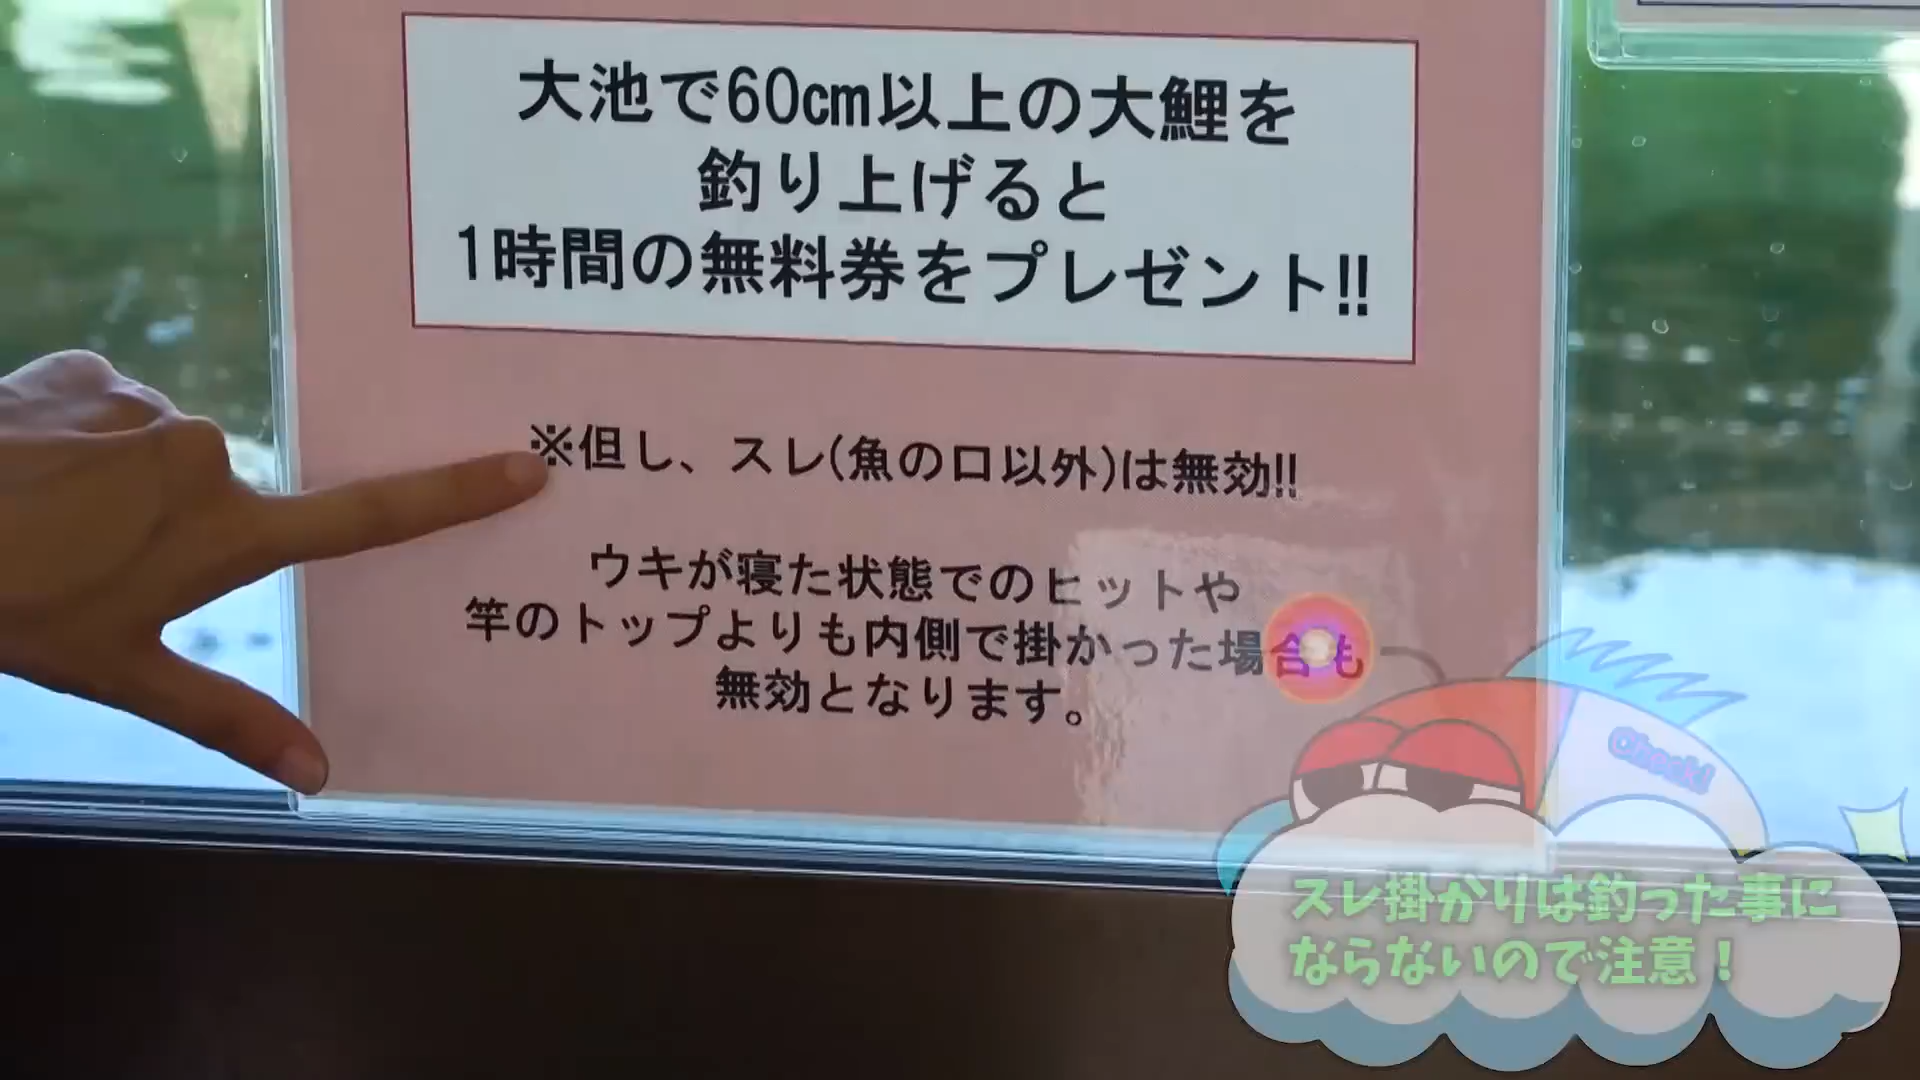 大池で60cm以上の大鯉を
釣り上げると
1時間の無料券をプレゼント!!
※但し、スレ(魚の口以外)は無効!!
ウキが寝た状態でのヒットや
竿のトップよりも内側で掛かった場合も
無効となります。
Check!
スレ掛かりは釣った事に
ならないので注意！